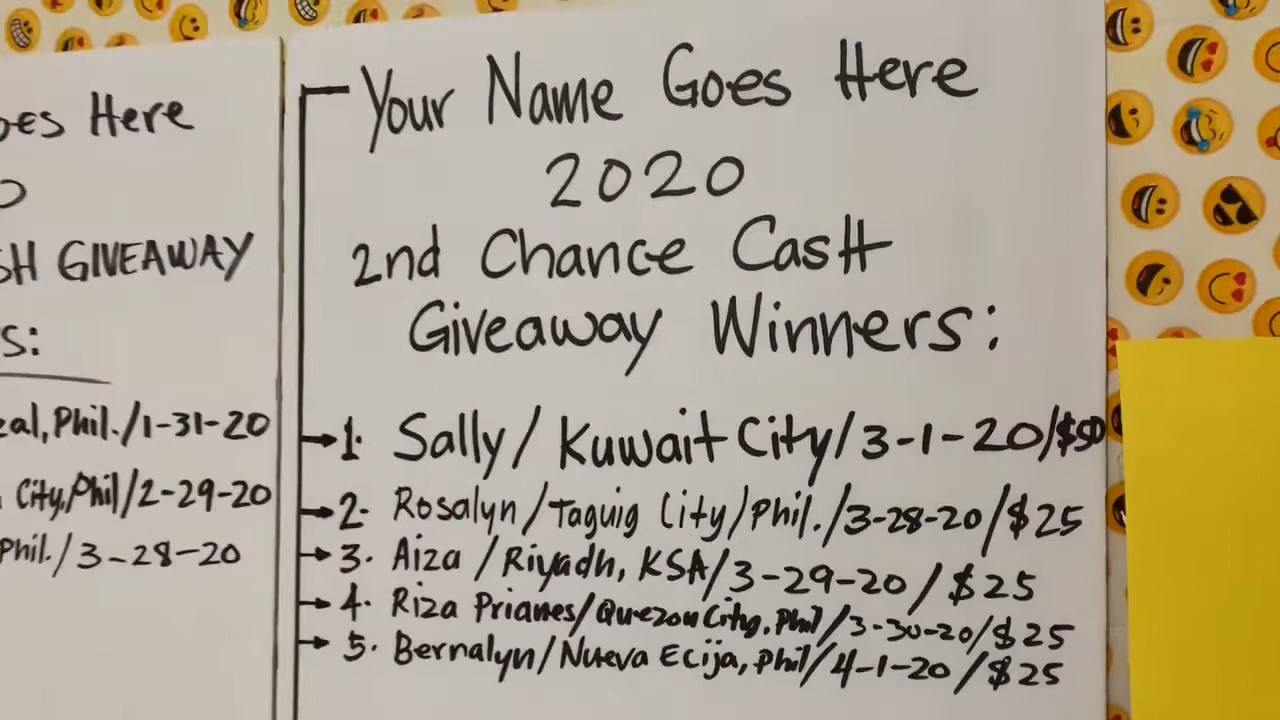 oes Here
SH GIVEAWAY
s:
eal, Phil./1-31-20
City, Phil/2-29-20
Phil./3-28-20
Your Name Goes Here
2020
2nd Chance Cash
Giveaway Winners:
1. Sally/Kuwait City/3-1-20/$50
2. Rosalyn/Taguig City/Phil./3-28-20/$25
3. Aiza/Riyadh, KSA/3-29-20/$25
4. Riza Prianes/Quezon City, Phil/3-30-20/$25
5. Bernalyn/Nueva Ecija, Phil/4-1-20/$25